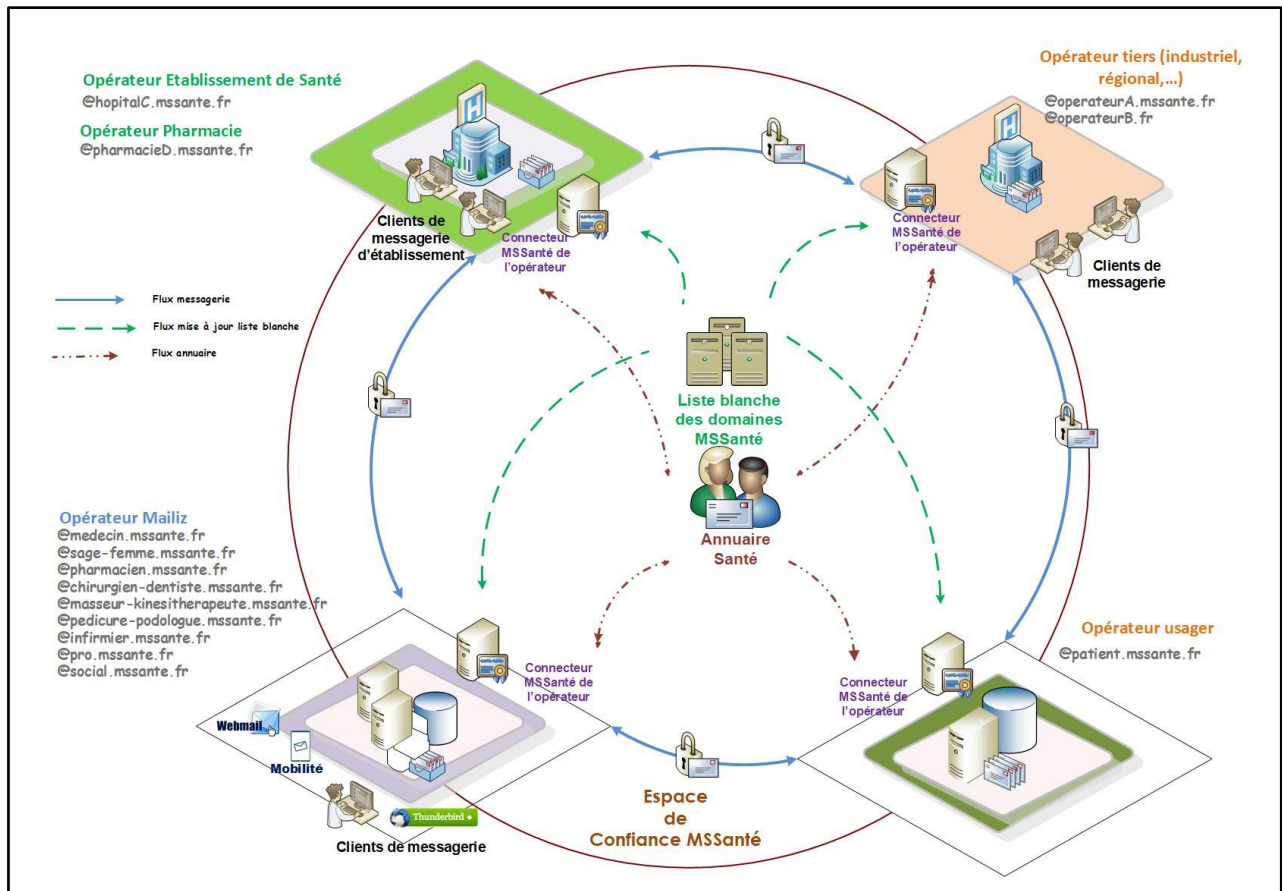 Opérateur Etablissement de Santé
@hopitalC.mssante.fr
Opérateur Pharmacie
@pharmacieD.mssante.fr
Opérateur tiers (industriel,
régional,...)
@operateurA.mssante.fr
@operateurB.fr
Clients de
messagerie
d'établissement
Connecteur
MSSanté de
l'opérateur
Connecteur
MSSanté de
l'opérateur
Clients de
messagerie
Flux messagerie
Flux mise à jour liste blanche
Flux annuaire
Liste blanche
des domaines
MSSanté
Annuaire
Santé
Opérateur Mailiz
@medecin.mssante.fr
@sage-femme.mssante.fr
@pharmacien.mssante.fr
@chirurgien-dentiste.mssante.fr
@masseur-kinesitherapeute.mssante.fr
@pedicure-podologue.mssante.fr
@infirmier.mssante.fr
@pro.mssante.fr
@social.mssante.fr
Opérateur usager
@patient.mssante.fr
Connecteur
MSSanté de
l'opérateur
Connecteur
MSSanté de
l'opérateur
Webmail
Mobilité
Thunderbird
Clients de messagerie
Espace
de
Confiance MSSanté